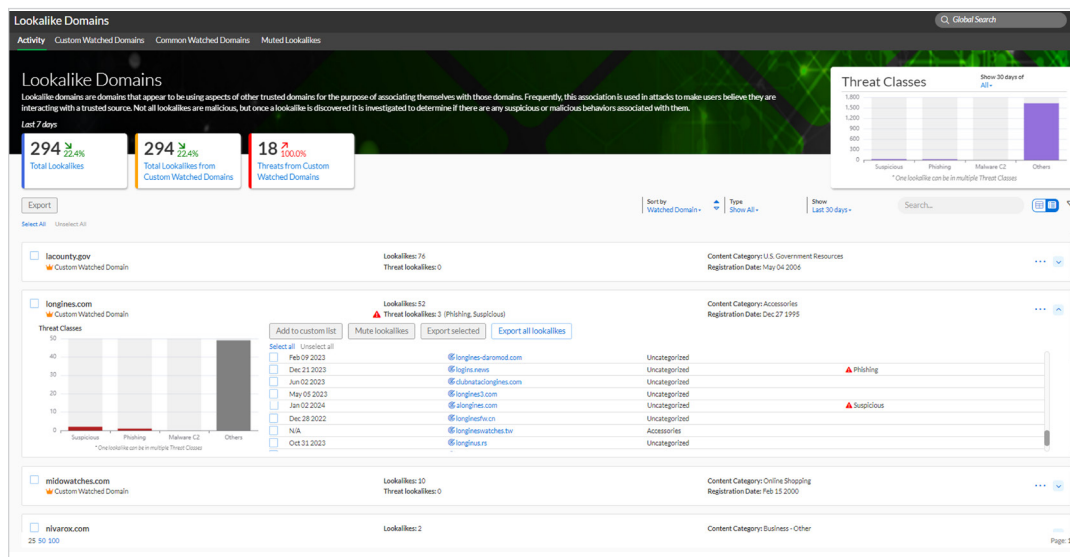 Lookalike Domains
Global Search
Activity Custom Watched Domains Common Watched Domains Muted Lookalikes
Lookalike Domains
Lookalike domains are domains that appear to be using aspects of other trusted domains for the purpose of associating themselves with those domains. Frequently, this association is used in attacks to make users believe they are
interacting with a trusted source. Not all lookalikes are malicious, but once a lookalike is discovered it is investigated to determine if there are any suspicious or malicious behaviors associated with them.
Last 7 days
294 22.4%
Total Lookalikes
294 22.4%
Total Lookalikes from
Custom Watched Domains
18 100.0%
Threats from Custom
Watched Domains
Threat Classes
Show 30 days of
All
1,800
1,500
1,200
900
600
300
0
Suspicious Phishing Malware C2 Others
* One lookalike can be in multiple Threat Classes
Export
Sort by
Watched Domain
Type
Show All
Show
Last 30 days
Search...
Select All Unselect All
lacounty.gov
Custom Watched Domain
Lookalikes: 76
Threat lookalikes: 0
Content Category: U.S. Government Resources
Registration Date: May 04 2006
longines.com
Custom Watched Domain
Lookalikes: 52
Threat lookalikes: 3 (Phishing, Suspicious)
Content Category: Accessories
Registration Date: Dec 27 1995
Threat Classes
50
40
30
20
10
0
Suspicious Phishing Malware C2 Others
* One lookalike can be in multiple Threat Classes
Add to custom list Mute lookalikes Export selected Export all lookalikes
Select all Unselect all
Feb 09 2023 longines-daromod.com Uncategorized
Dec 21 2023 logins.news Uncategorized Phishing
Jun 02 2023 clubnataciongines.com Uncategorized
May 05 2023 longines3.com Uncategorized
Jan 02 2024 alongines.com Uncategorized Suspicious
Dec 28 2022 longinesfw.cn Uncategorized
N/A longineswatches.tw Accessories
Oct 31 2023 longinus.rs Uncategorized
midowatches.com
Custom Watched Domain
Lookalikes: 10
Threat lookalikes: 0
Content Category: Online Shopping
Registration Date: Feb 15 2000
nivarox.com
Lookalikes: 2
Content Category: Business - Other
25 50 100
Page: 1